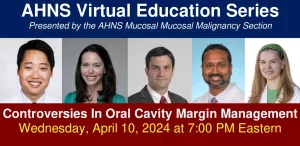 AHNS Virtual Education Series
Presented by the AHNS Mucosal Mucosal Malignancy Section
Controversies In Oral Cavity Margin Management
Wednesday, April 10, 2024 at 7:00 PM Eastern